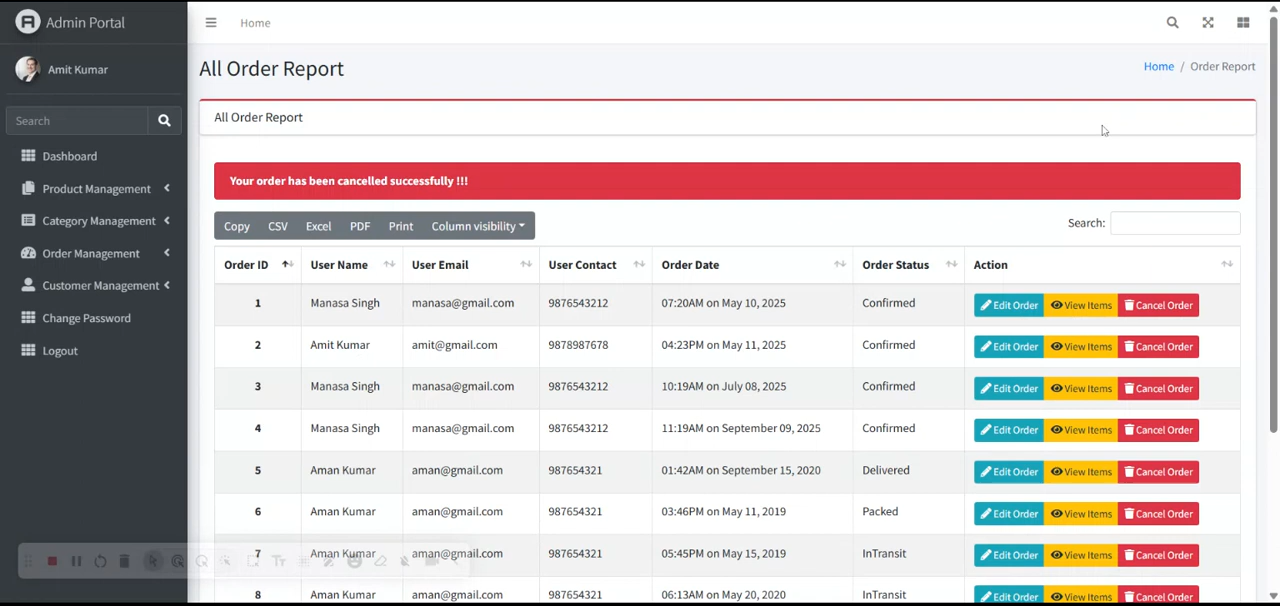 Admin Portal
Home
Amit Kumar
All Order Report
Home / Order Report
Search
All Order Report
Dashboard
Product Management
Category Management
Order Management
Customer Management
Change Password
Logout
Your order has been cancelled successfully !!!
Copy CSV Excel PDF Print Column visibility
Search:
Order ID User Name User Email User Contact Order Date Order Status Action
1 Manasa Singh manasa@gmail.com 9876543212 07:20AM on May 10, 2025 Confirmed Edit Order View Items Cancel Order
2 Amit Kumar amit@gmail.com 9878987678 04:23PM on May 11, 2025 Confirmed Edit Order View Items Cancel Order
3 Manasa Singh manasa@gmail.com 9876543212 10:19AM on July 08, 2025 Confirmed Edit Order View Items Cancel Order
4 Manasa Singh manasa@gmail.com 9876543212 11:19AM on September 09, 2025 Confirmed Edit Order View Items Cancel Order
5 Aman Kumar aman@gmail.com 987654321 01:42AM on September 15, 2020 Delivered Edit Order View Items Cancel Order
6 Aman Kumar aman@gmail.com 987654321 03:46PM on May 11, 2019 Packed Edit Order View Items Cancel Order
7 Aman Kumar aman@gmail.com 987654321 05:45PM on May 15, 2019 InTransit Edit Order View Items Cancel Order
8 Aman Kumar aman@gmail.com 987654321 06:13AM on May 20, 2020 InTransit Edit Order View Items Cancel Order